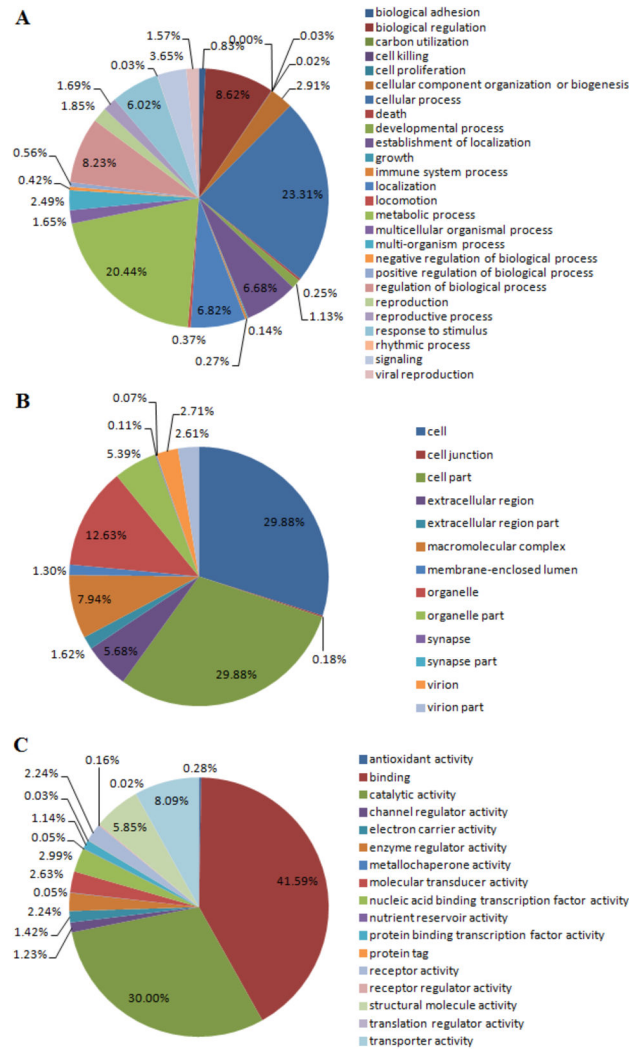 A
1.57%
0.00%
0.03%
3.65%
0.83%
0.03%
0.02%
1.69%
2.91%
1.85%
6.02%
8.62%
0.56%
8.23%
0.42%
2.49%
23.31%
1.65%
20.44%
6.68%
0.25%
6.82%
1.13%
0.37%
0.14%
0.27%
biological adhesion
biological regulation
carbon utilization
cell killing
cell proliferation
cellular component organization or biogenesis
cellular process
death
developmental process
establishment of localization
growth
immune system process
localization
locomotion
metabolic process
multicellular organismal process
multi-organism process
negative regulation of biological process
positive regulation of biological process
regulation of biological process
reproduction
reproductive process
response to stimulus
rhythmic process
signaling
viral reproduction
B
0.07%
2.71%
0.11%
2.61%
5.39%
29.88%
12.63%
1.30%
7.94%
1.62%
5.68%
0.18%
29.88%
cell
cell junction
cell part
extracellular region
extracellular region part
macromolecular complex
membrane-enclosed lumen
organelle
organelle part
synapse
synapse part
virion
virion part
C
0.16%
0.28%
2.24%
0.02%
8.09%
0.03%
1.14%
5.85%
0.05%
2.99%
41.59%
2.63%
0.05%
2.24%
1.42%
1.23%
30.00%
antioxidant activity
binding
catalytic activity
channel regulator activity
electron carrier activity
enzyme regulator activity
metallochaperone activity
molecular transducer activity
nucleic acid binding transcription factor activity
nutrient reservoir activity
protein binding transcription factor activity
protein tag
receptor activity
receptor regulator activity
structural molecule activity
translation regulator activity
transporter activity